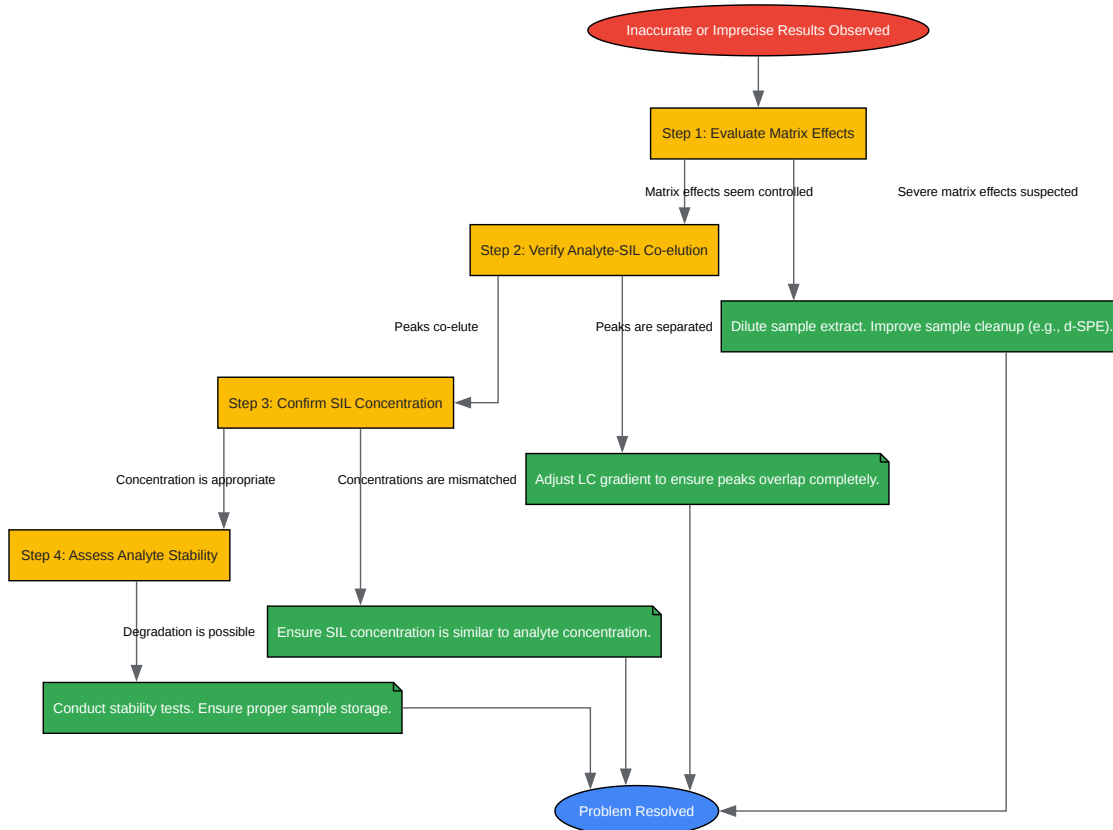 Inaccurate or Imprecise Results Observed
Step 1: Evaluate Matrix Effects
Matrix effects seem controlled
Severe matrix effects suspected
Step 2: Verify Analyte-SIL Co-elution
Peaks co-elute
Peaks are separated
Dilute sample extract. Improve sample cleanup (e.g., d-SPE).
Step 3: Confirm SIL Concentration
Concentration is appropriate
Concentrations are mismatched
Adjust LC gradient to ensure peaks overlap completely.
Step 4: Assess Analyte Stability
Degradation is possible
Ensure SIL concentration is similar to analyte concentration.
Conduct stability tests. Ensure proper sample storage.
Problem Resolved